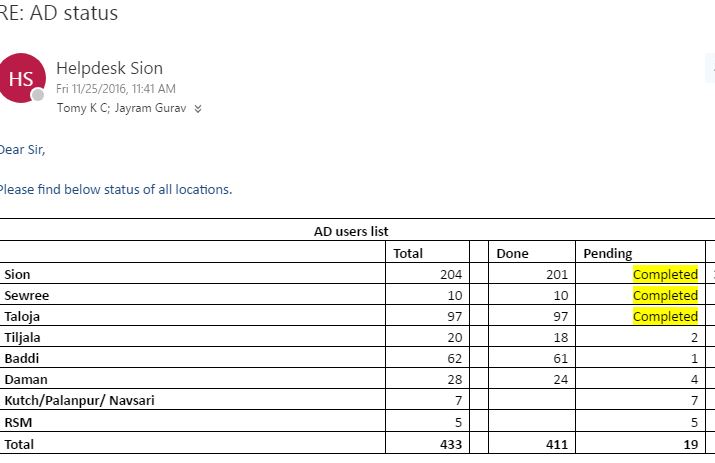 RE: AD status
HS
Helpdesk Sion
Fri 11/25/2016, 11:41 AM
Tomy K C; Jayram Gurav
Dear Sir,
Please find below status of all locations.
AD users list
Total Done Pending
Sion 204 201 Completed
Sewree 10 10 Completed
Taloja 97 97 Completed
Tiljala 20 18 2
Baddi 62 61 1
Daman 28 24 4
Kutch/Palanpur/ Navsari 7 7
RSM 5 5
Total 433 411 19